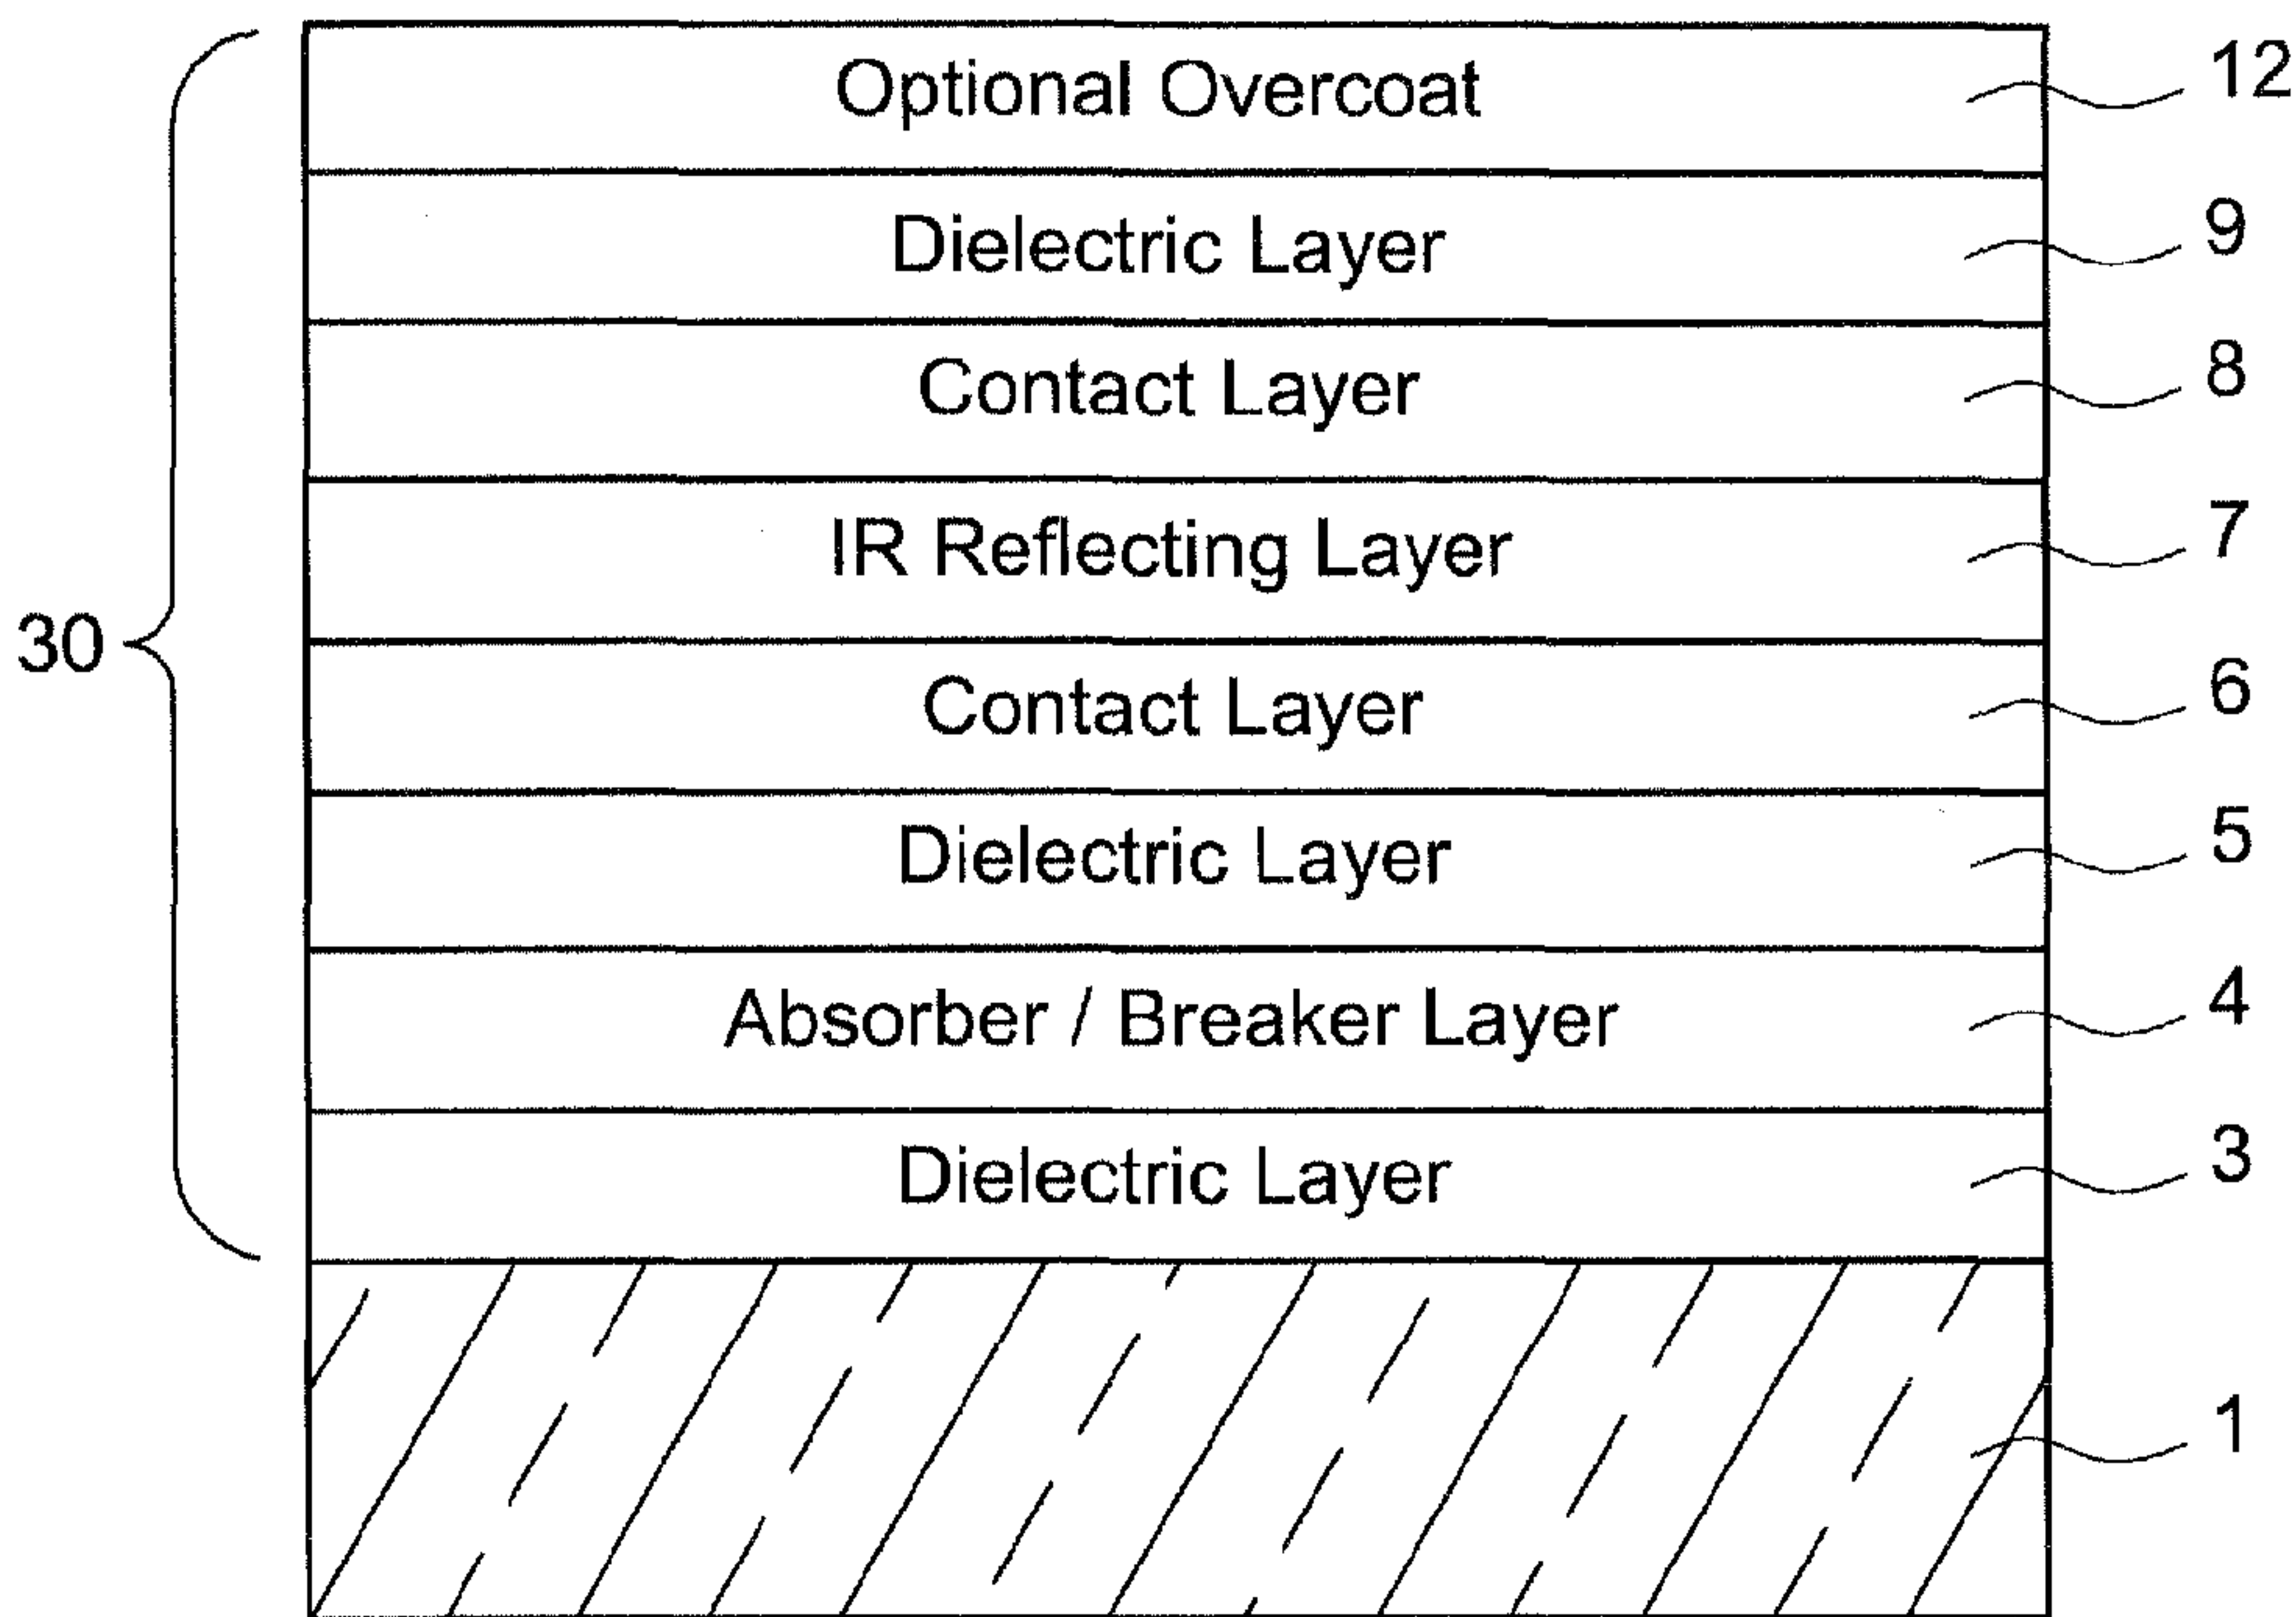 Optional Overcoat 12
Dielectric Layer 9
Contact Layer 8
IR Reflecting Layer 7
30
Contact Layer 6
Dielectric Layer 5
Absorber / Breaker Layer 4
Dielectric Layer 3
1